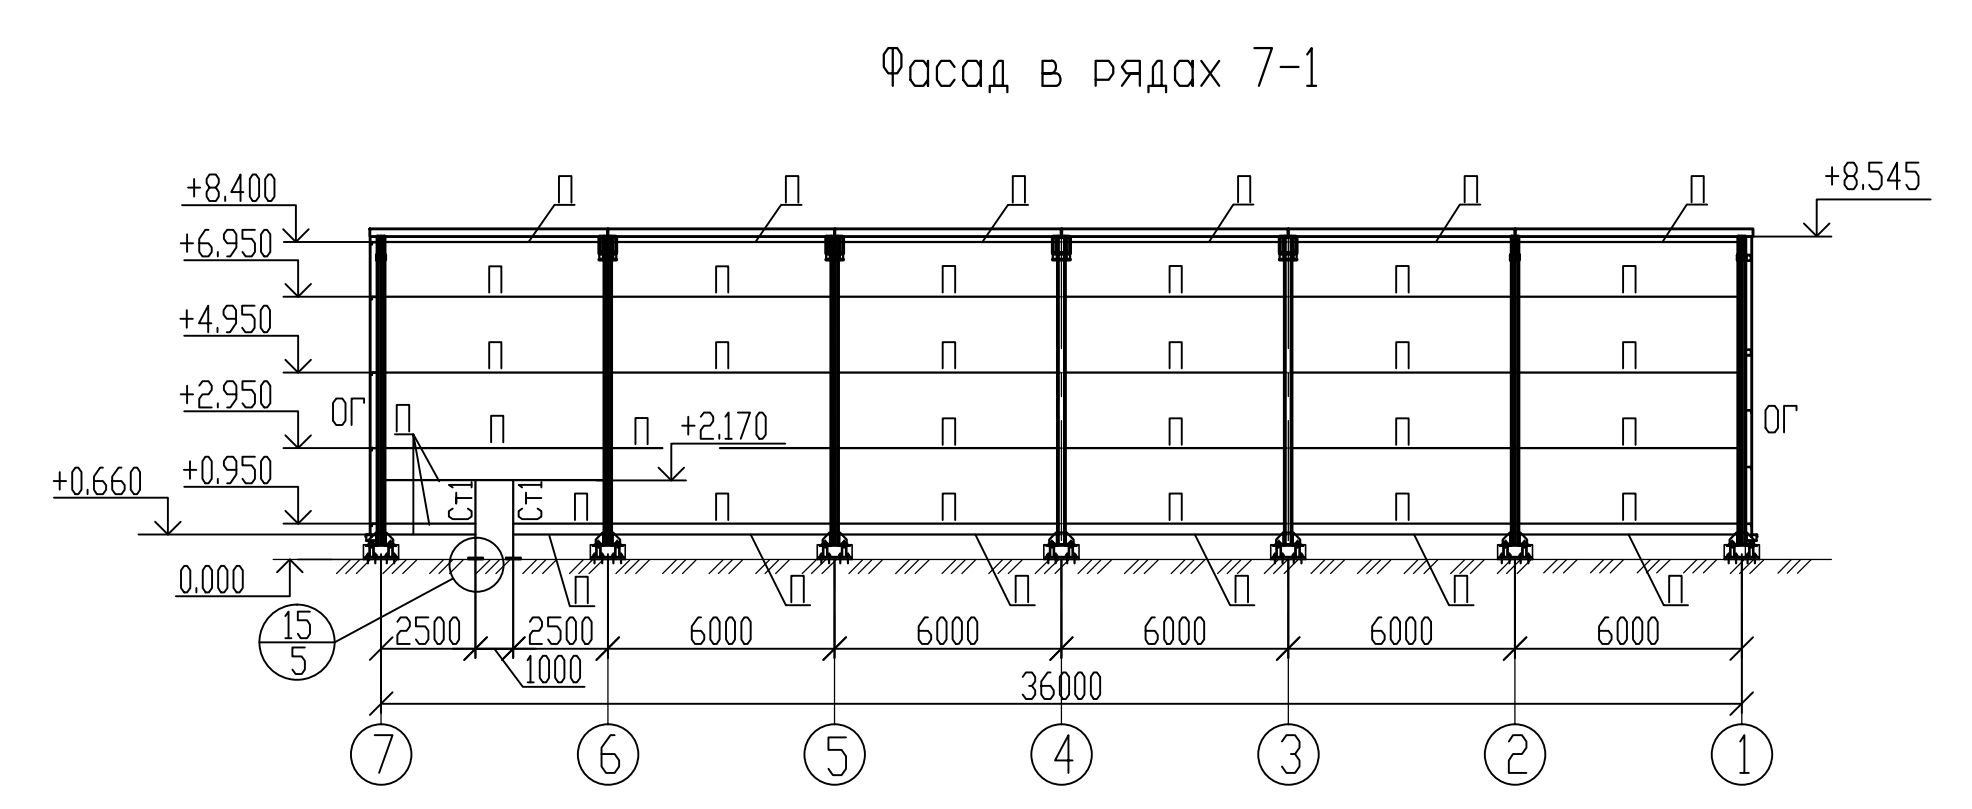 Фасад в рядах 7-1
+8.400 П П П П П П +8.545
+6.950 П П П П П П
+4.950 П П П П П П
+2.950 ОГ П П П +2.170 П П П П ОГ
+0.660 +0.950 Ст1 Ст1 П П П П П П
0.000 П П П П П П
15
5
2500 2500 6000 6000 6000 6000 6000
1000
36000
7 6 5 4 3 2 1